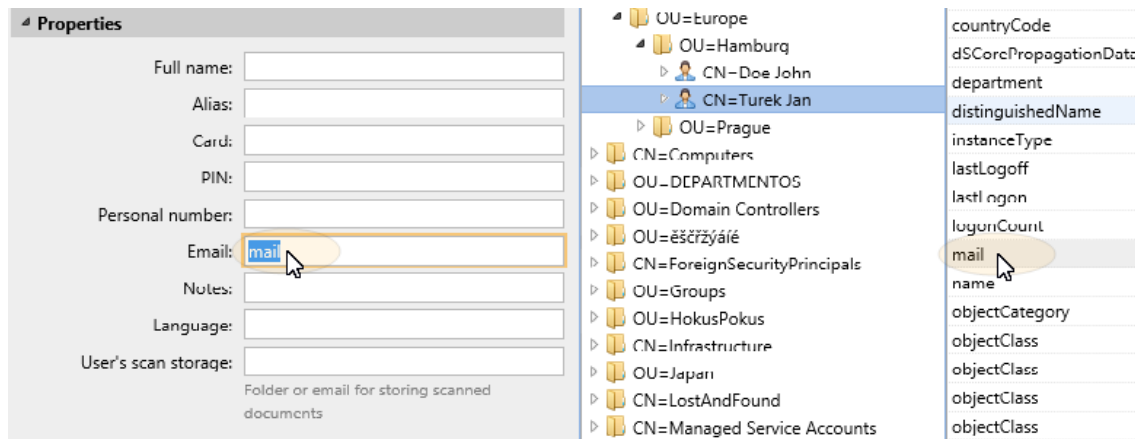 Properties
Full name:
Alias:
Card:
PIN:
Personal number:
Email: mail
Notes:
Language:
User's scan storage:
Folder or email for storing scanned
documents
OU=Europe
OU=Hamburg
CN=Doe John
CN=Turek Jan
OU=Prague
CN=Computers
OU=DEPARTMENTOS
OU=Domain Controllers
OU=ěščřžýáíé
CN=ForeignSecurityPrincipals
OU=Groups
OU=HokusPokus
CN=Infrastructure
OU=Japan
CN=LostAndFound
CN=Managed Service Accounts
countryCode
dSCorePropagationData
department
distinguishedName
instanceType
lastLogoff
lastLogon
logonCount
mail
name
objectCategory
objectClass
objectClass
objectClass
objectClass